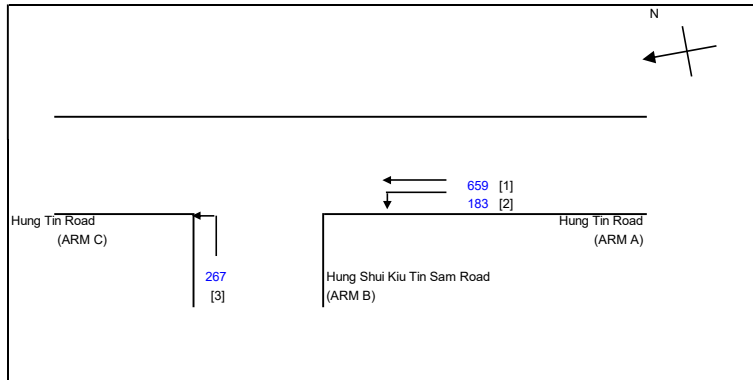 N
659 [1]
183 [2]
Hung Tin Road
(ARM C)
Hung Tin Road
(ARM A)
267
[3]
Hung Shui Kiu Tin Sam Road
(ARM B)